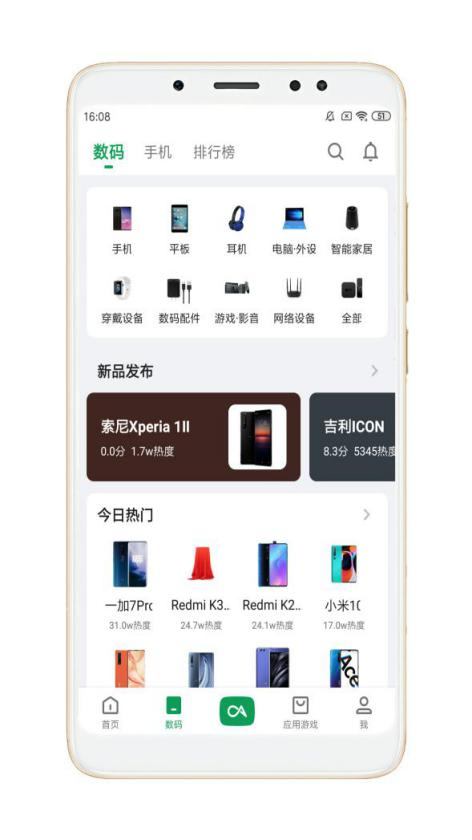 16:08
51
数码 手机 排行榜
手机 平板 耳机 电脑·外设 智能家居
穿戴设备 数码配件 游戏·影音 网络设备 全部
新品发布
索尼Xperia 1II
0.0分 1.7w热度
吉利ICON
8.3分 5345热度
今日热门
一加7Pro Redmi K3.. Redmi K2.. 小米10
31.0w热度 24.7w热度 24.1w热度 17.0w热度
Ace
首页 数码 应用游戏 我